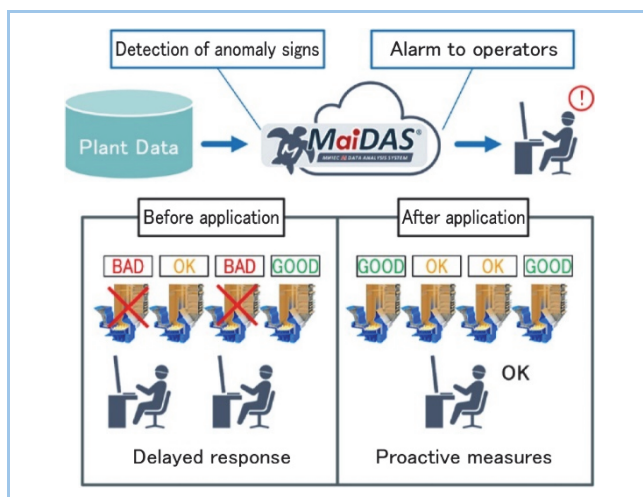 Detection of anomaly signs
Alarm to operators
Plant Data
MaiDAS®
!
Before application
After application
BAD OK BAD GOOD
GOOD OK OK GOOD
OK
Delayed response
Proactive measures